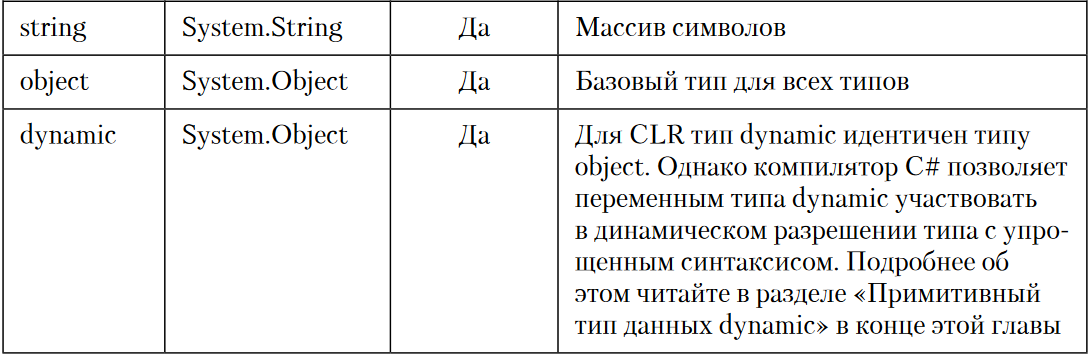 string System.String Да Массив символов
object System.Object Да Базовый тип для всех типов
dynamic System.Object Да Для CLR тип dynamic идентичен типу
object. Однако компилятор C# позволяет
переменным типа dynamic участвовать
в динамическом разрешении типа с упро-
щенным синтаксисом. Подробнее об
этом читайте в разделе «Примитивный
тип данных dynamic» в конце этой главы